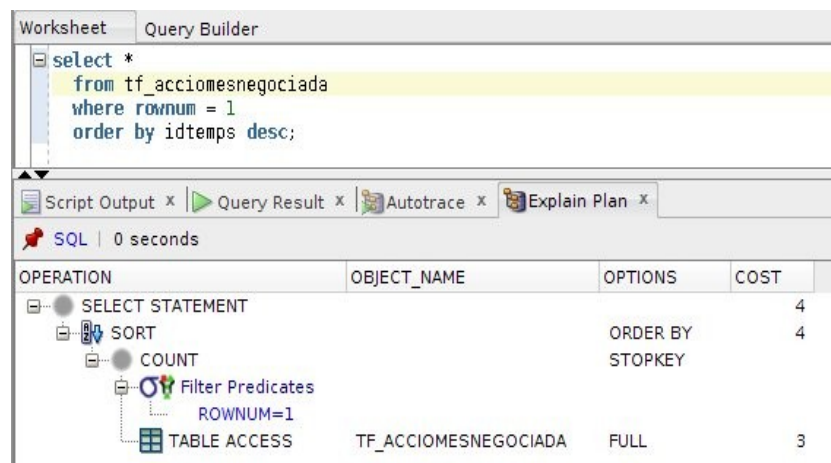 Worksheet Query Builder
select *
from tf_acciomesnegociada
where rownum = 1
order by idtemps desc;
Script Output x Query Result x Autotrace x Explain Plan x
SQL | 0 seconds
OPERATION OBJECT_NAME OPTIONS COST
SELECT STATEMENT 4
SORT ORDER BY 4
COUNT STOPKEY
Filter Predicates
ROWNUM=1
TABLE ACCESS TF_ACCIOMESNEGOCIADA FULL 3